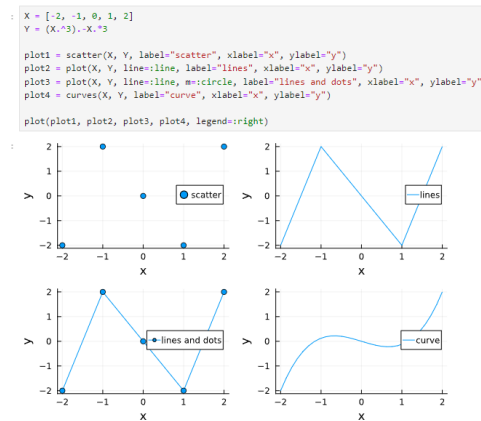 X = [-2, -1, 0, 1, 2]
Y = (X.^3).-X.*3
plot1 = scatter(X, Y, label="scatter", xlabel="x", ylabel="y")
plot2 = plot(X, Y, line=:line, label="lines", xlabel="x", ylabel="y")
plot3 = plot(X, Y, line=:line, m=:circle, label="lines and dots", xlabel="x", ylabel="y"
plot4 = curves(X, Y, label="curve", xlabel="x", ylabel="y")
plot(plot1, plot2, plot3, plot4, legend=:right)
2
1
0
−1
−2
y
scatter
−2 −1 0 1 2
x
2
1
0
−1
−2
y
lines
−2 −1 0 1 2
x
2
1
0
−1
−2
y
lines and dots
−2 −1 0 1 2
x
2
1
0
−1
−2
y
curve
−2 −1 0 1 2
x